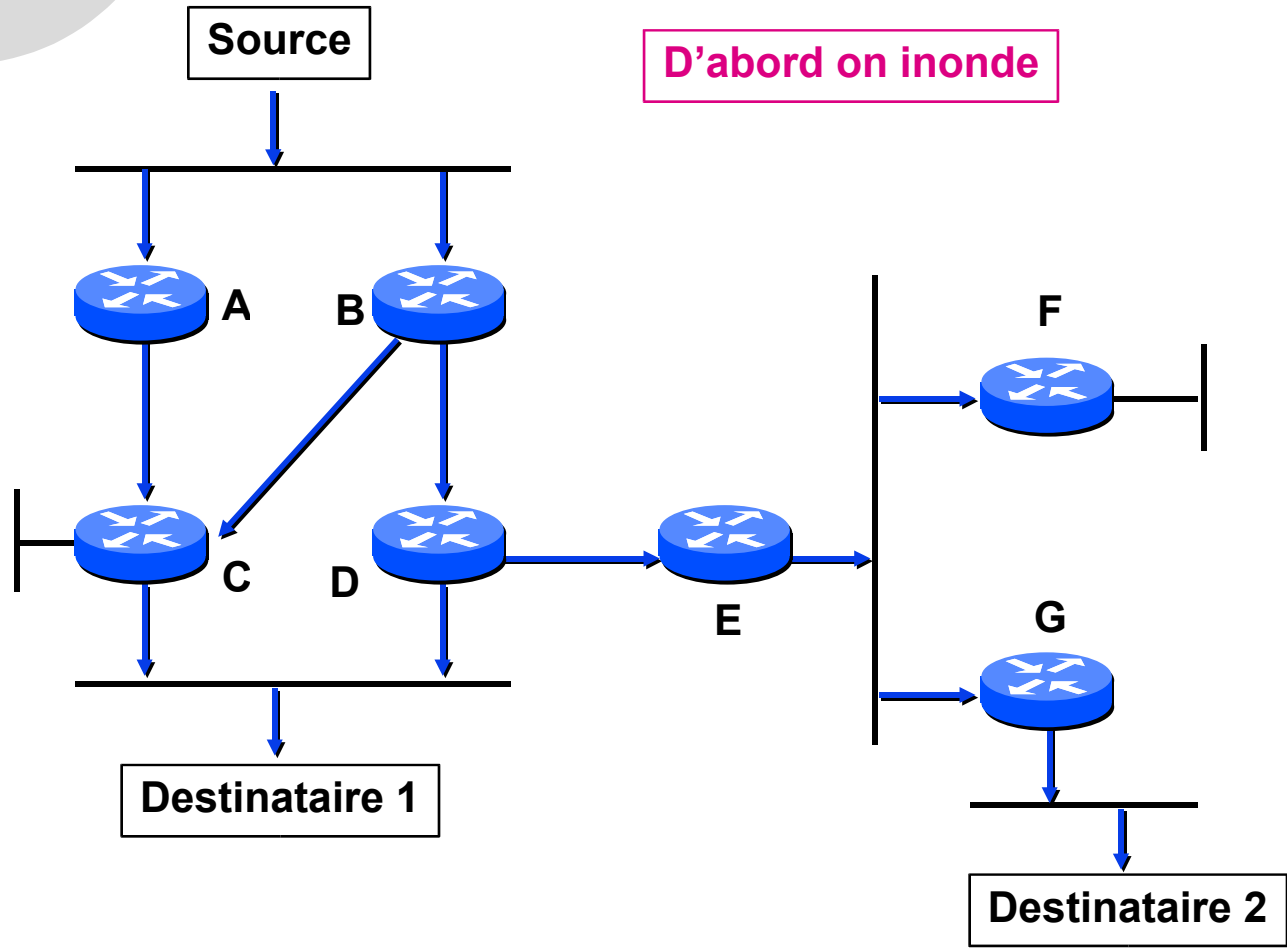 Source
D’abord on inonde
A
B
F
C
D
E
G
Destinataire 1
Destinataire 2